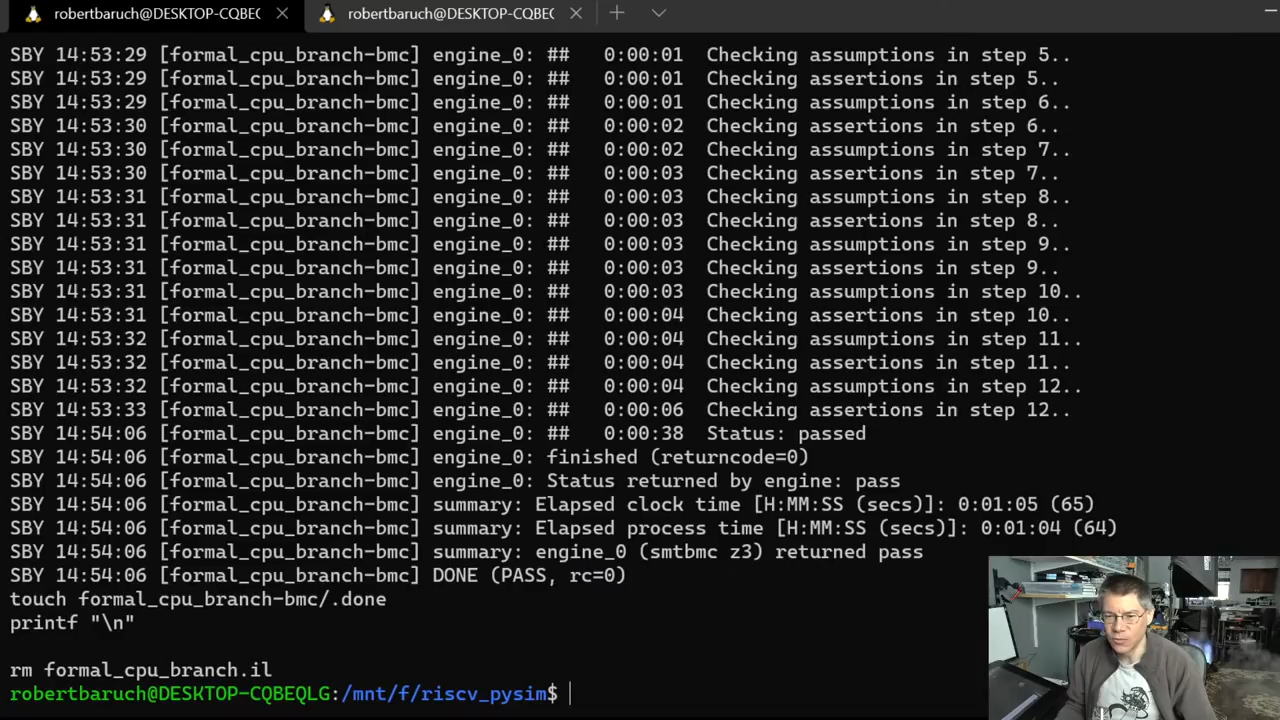 robertbaruch@DESKTOP-CQBE(
robertbaruch@DESKTOP-CQBE(
SBY 14:53:29 [formal_cpu_branch-bmc] engine_0: ##   0:00:01  Checking assumptions in step 5..
SBY 14:53:29 [formal_cpu_branch-bmc] engine_0: ##   0:00:01  Checking assertions in step 5..
SBY 14:53:29 [formal_cpu_branch-bmc] engine_0: ##   0:00:01  Checking assumptions in step 6..
SBY 14:53:30 [formal_cpu_branch-bmc] engine_0: ##   0:00:02  Checking assertions in step 6..
SBY 14:53:30 [formal_cpu_branch-bmc] engine_0: ##   0:00:02  Checking assumptions in step 7..
SBY 14:53:30 [formal_cpu_branch-bmc] engine_0: ##   0:00:03  Checking assertions in step 7..
SBY 14:53:31 [formal_cpu_branch-bmc] engine_0: ##   0:00:03  Checking assumptions in step 8..
SBY 14:53:31 [formal_cpu_branch-bmc] engine_0: ##   0:00:03  Checking assertions in step 8..
SBY 14:53:31 [formal_cpu_branch-bmc] engine_0: ##   0:00:03  Checking assumptions in step 9..
SBY 14:53:31 [formal_cpu_branch-bmc] engine_0: ##   0:00:03  Checking assertions in step 9..
SBY 14:53:31 [formal_cpu_branch-bmc] engine_0: ##   0:00:03  Checking assumptions in step 10..
SBY 14:53:31 [formal_cpu_branch-bmc] engine_0: ##   0:00:04  Checking assertions in step 10..
SBY 14:53:32 [formal_cpu_branch-bmc] engine_0: ##   0:00:04  Checking assumptions in step 11..
SBY 14:53:32 [formal_cpu_branch-bmc] engine_0: ##   0:00:04  Checking assertions in step 11..
SBY 14:53:32 [formal_cpu_branch-bmc] engine_0: ##   0:00:04  Checking assumptions in step 12..
SBY 14:53:33 [formal_cpu_branch-bmc] engine_0: ##   0:00:06  Checking assertions in step 12..
SBY 14:54:06 [formal_cpu_branch-bmc] engine_0: ##   0:00:38  Status: passed
SBY 14:54:06 [formal_cpu_branch-bmc] engine_0: finished (returncode=0)
SBY 14:54:06 [formal_cpu_branch-bmc] engine_0: Status returned by engine: pass
SBY 14:54:06 [formal_cpu_branch-bmc] summary: Elapsed clock time [H:MM:SS (secs)]: 0:01:05 (65)
SBY 14:54:06 [formal_cpu_branch-bmc] summary: Elapsed process time [H:MM:SS (secs)]: 0:01:04 (64)
SBY 14:54:06 [formal_cpu_branch-bmc] summary: engine_0 (smtbmc z3) returned pass
SBY 14:54:06 [formal_cpu_branch-bmc] DONE (PASS, rc=0)
touch formal_cpu_branch-bmc/.done
printf "\n"
rm formal_cpu_branch.il
robertbaruch@DESKTOP-CQBEQLG:/mnt/f/riscv_pysim$